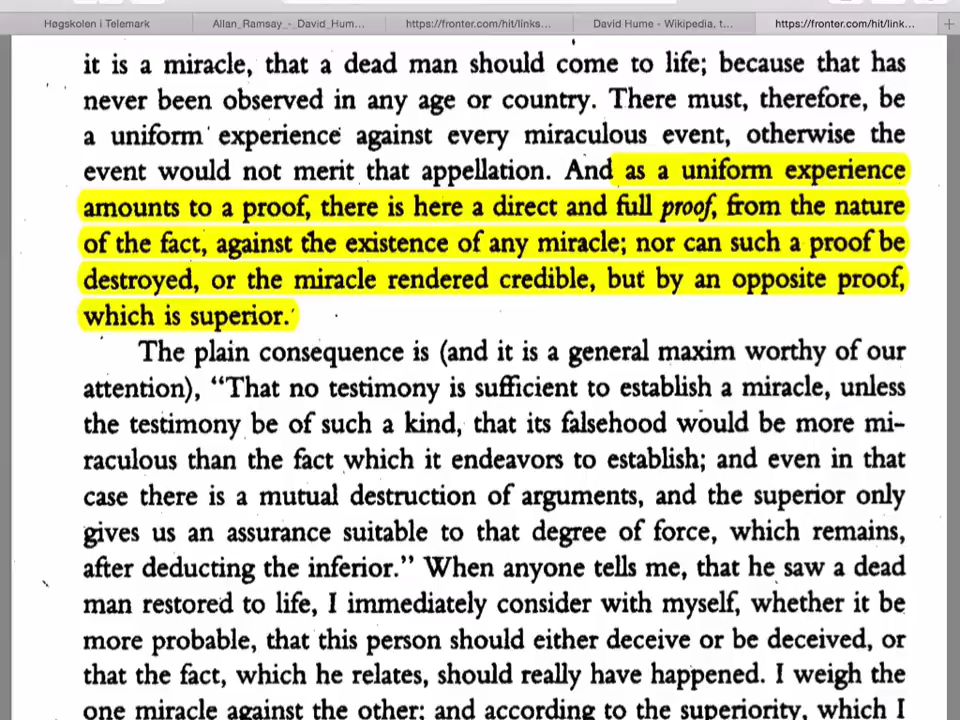 Høgskolen i Telemark
Allan_Ramsay_-_David_Hum...
https://fronter.com/hit/links...
David Hume - Wikipedia, t...
https://fronter.com/hit/link...
it is a miracle, that a dead man should come to life; because that has
never been observed in any age or country. There must, therefore, be
a uniform experience against every miraculous event, otherwise the
event would not merit that appellation. And as a uniform experience
amounts to a proof, there is here a direct and full proof, from the nature
of the fact, against the existence of any miracle; nor can such a proof be
destroyed, or the miracle rendered credible, but by an opposite proof,
which is superior.
The plain consequence is (and it is a general maxim worthy of our
attention), “That no testimony is sufficient to establish a miracle, unless
the testimony be of such a kind, that its falsehood would be more mi-
raculous than the fact which it endeavors to establish; and even in that
case there is a mutual destruction of arguments, and the superior only
gives us an assurance suitable to that degree of force, which remains,
after deducting the inferior.” When anyone tells me, that he saw a dead
man restored to life, I immediately consider with myself, whether it be
more probable, that this person should either deceive or be deceived, or
that the fact, which he relates, should really have happened. I weigh the
one miracle against the other; and according to the superiority, which I